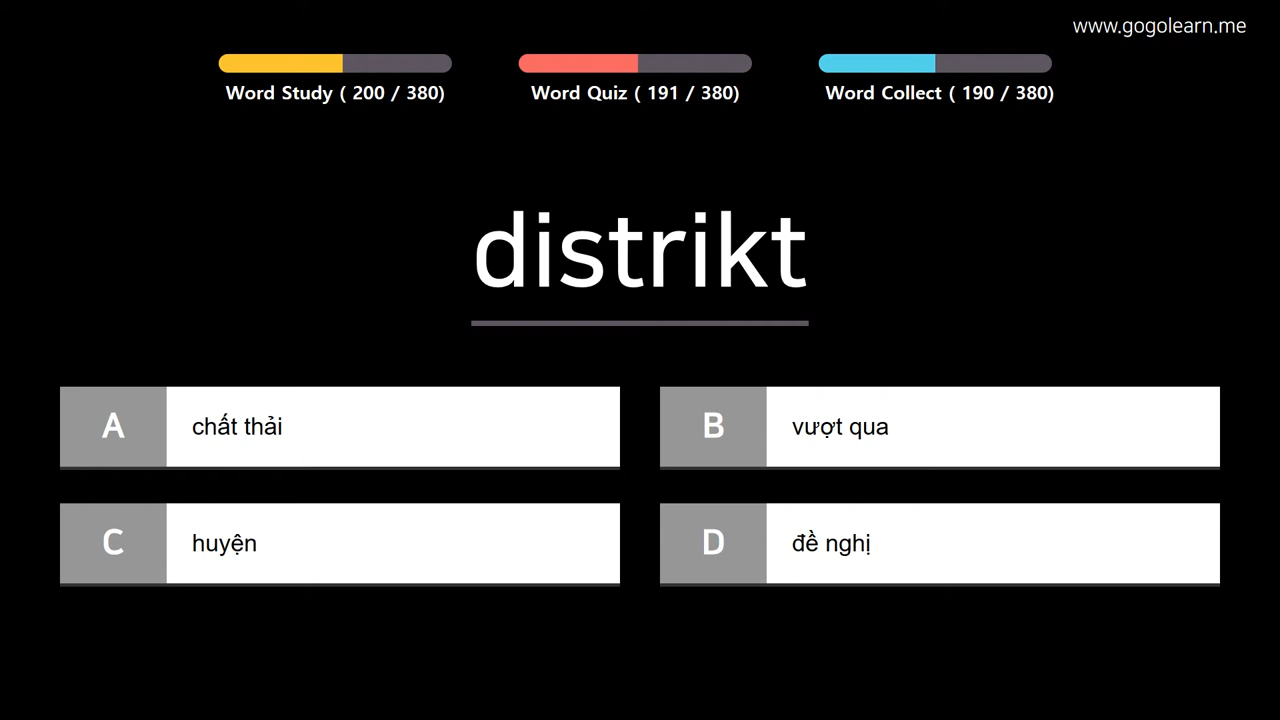 www.gogolearn.me
Word Study ( 200 / 380)
Word Quiz ( 191 / 380)
Word Collect ( 190 / 380)
distrikt
A chất thải
B vượt qua
C huyện
D đề nghị